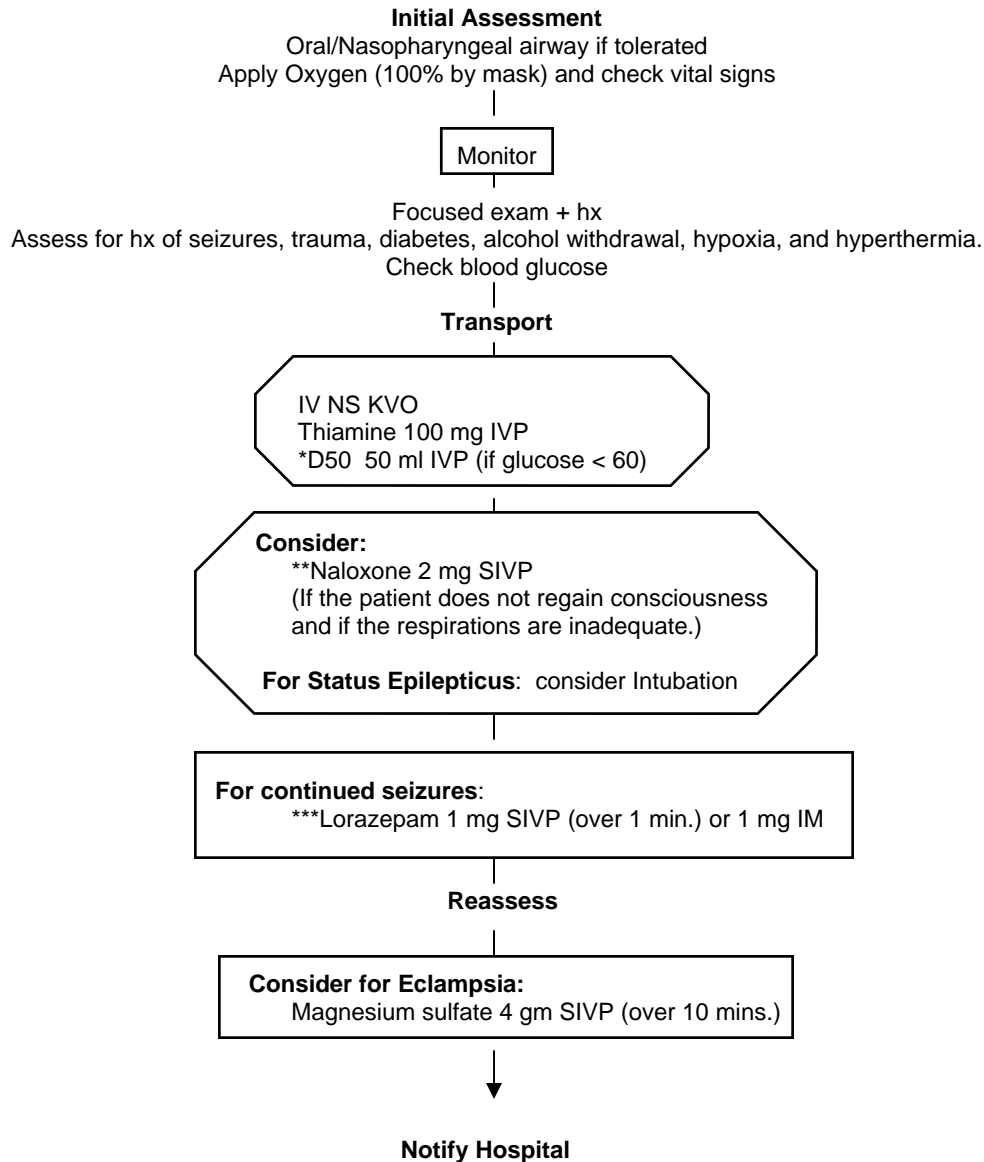 Initial Assessment
Oral/Nasopharyngeal airway if tolerated
Apply Oxygen (100% by mask) and check vital signs
Monitor
Focused exam + hx
Assess for hx of seizures, trauma, diabetes, alcohol withdrawal, hypoxia, and hyperthermia.
Check blood glucose
Transport
IV NS KVO
Thiamine 100 mg IVP
*D50 50 ml IVP (if glucose < 60)
Consider:
**Naloxone 2 mg SIVP
(If the patient does not regain consciousness
and if the respirations are inadequate.)
For Status Epilepticus: consider Intubation
For continued seizures:
***Lorazepam 1 mg SIVP (over 1 min.) or 1 mg IM
Reassess
Consider for Eclampsia:
Magnesium sulfate 4 gm SIVP (over 10 mins.)
Notify Hospital